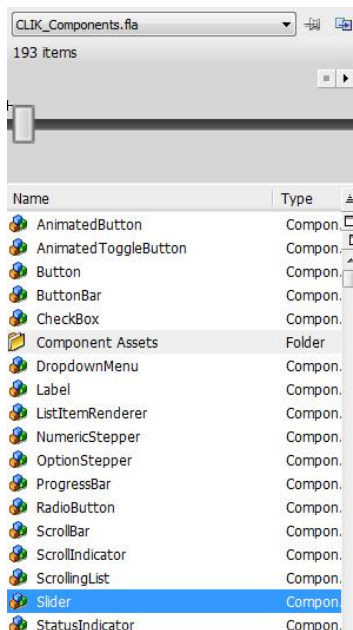 CLIK_Components.fla
193 items
Name Type
AnimatedButton Compon.
AnimatedToggleButton Compon.
Button Compon.
ButtonBar Compon.
CheckBox Compon.
Component Assets Folder
DropdownMenu Compon.
Label Compon.
ListItemRenderer Compon.
NumericStepper Compon.
OptionStepper Compon.
ProgressBar Compon.
RadioButton Compon.
ScrollBar Compon.
ScrollIndicator Compon.
ScrollingList Compon.
Slider Compon.
StatusIndicator Compon.